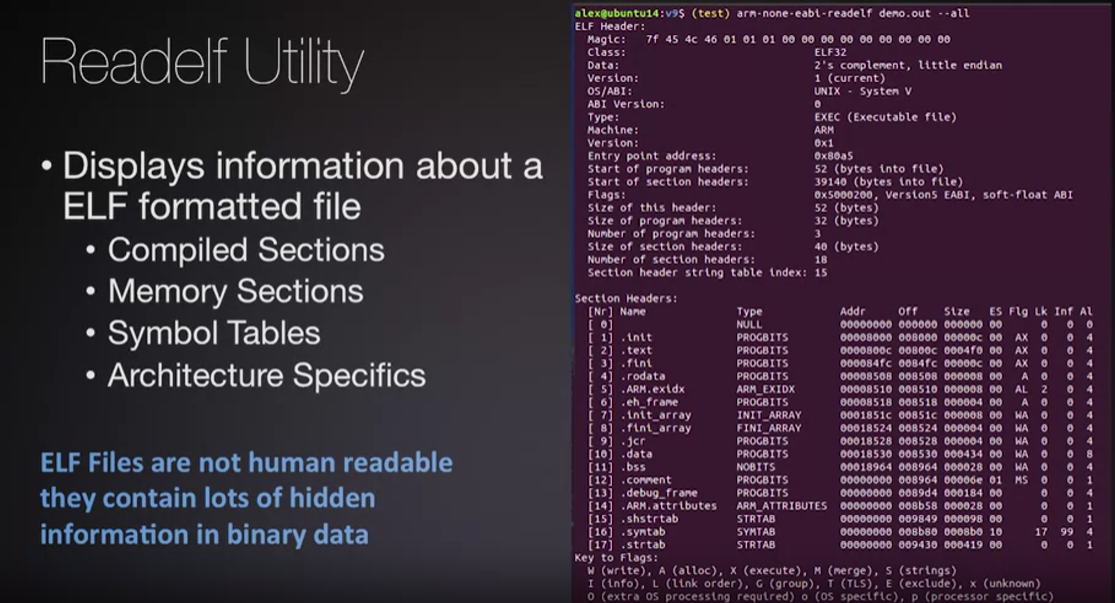 Readelf Utility
• Displays information about a
ELF formatted file
• Compiled Sections
• Memory Sections
• Symbol Tables
• Architecture Specifics
ELF Files are not human readable
they contain lots of hidden
information in binary data
alex@ubuntu14:v9$ (test) arm-none-eabi-readelf demo.out --all
ELF Header:
Magic: 7f 45 4c 46 01 01 01 00 00 00 00 00 00 00 00 00
Class: ELF32
Data: 2's complement, little endian
Version: 1 (current)
OS/ABI: UNIX - System V
ABI Version: 0
Type: EXEC (Executable file)
Machine: ARM
Version: 0x1
Entry point address: 0x80a5
Start of program headers: 52 (bytes into file)
Start of section headers: 39140 (bytes into file)
Flags: 0x5000200, Version5 EABI, soft-float ABI
Size of this header: 52 (bytes)
Size of program headers: 32 (bytes)
Number of program headers: 3
Size of section headers: 40 (bytes)
Number of section headers: 18
Section header string table index: 15
Section Headers:
[Nr] Name Type Addr Off Size ES Flg Lk Inf Al
[ 0] NULL 00000000 000000 000000 00 0 0 0
[ 1] .init PROGBITS 00008000 008000 00000c 00 AX 0 0 4
[ 2] .text PROGBITS 0000800c 00800c 0004f0 00 AX 0 0 4
[ 3] .fini PROGBITS 000084fc 0084fc 00000c 00 AX 0 0 4
[ 4] .rodata PROGBITS 00008508 008508 000008 00 A 0 0 4
[ 5] .ARM.exidx ARM_EXIDX 00008510 008510 000008 00 AL 2 0 4
[ 6] .eh_frame PROGBITS 00008518 008518 000004 00 A 0 0 4
[ 7] .init_array INIT_ARRAY 0001851c 00851c 000008 00 WA 0 0 4
[ 8] .fini_array FINI_ARRAY 00018524 008524 000004 00 WA 0 0 4
[ 9] .jcr PROGBITS 00018528 008528 000004 00 WA 0 0 4
[10] .data PROGBITS 00018530 008530 000434 00 WA 0 0 8
[11] .bss NOBITS 00018964 008964 000028 00 WA 0 0 4
[12] .comment PROGBITS 00000000 008964 00006e 01 MS 0 0 1
[13] .debug_frame PROGBITS 00000000 0089d4 000184 00 0 0 4
[14] .ARM.attributes ARM_ATTRIBUTES 00000000 008b58 000028 00 0 0 1
[15] .shstrtab STRTAB 00000000 009849 000098 00 0 0 1
[16] .symtab SYMTAB 00000000 008b80 0008b0 10 17 99 4
[17] .strtab STRTAB 00000000 009430 000419 00 0 0 1
Key to Flags:
W (write), A (alloc), X (execute), M (merge), S (strings)
I (info), L (link order), G (group), T (TLS), E (exclude), x (unknown)
O (extra OS processing required) o (OS specific), p (processor specific)